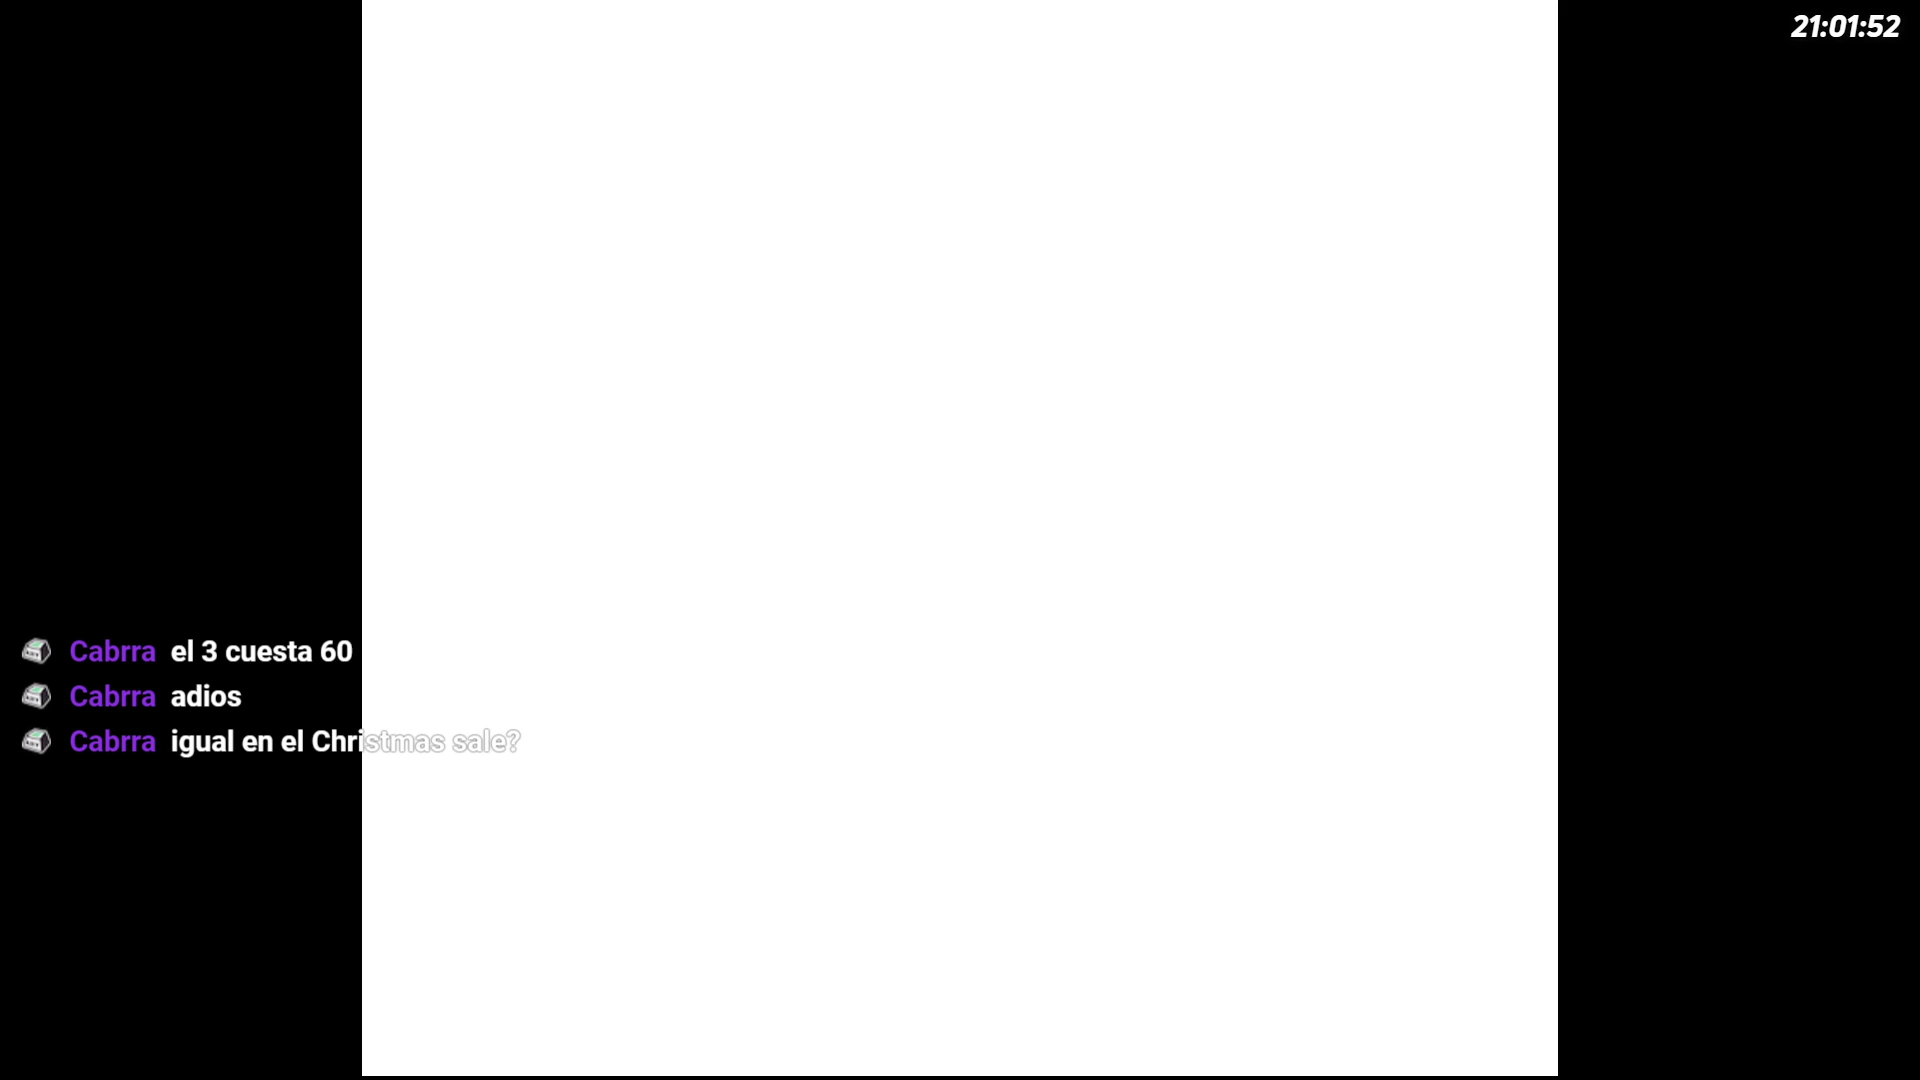 21:01:52
Cabrra el 3 cuesta 60
Cabrra adios
Cabrra igual en el Christmas sale?